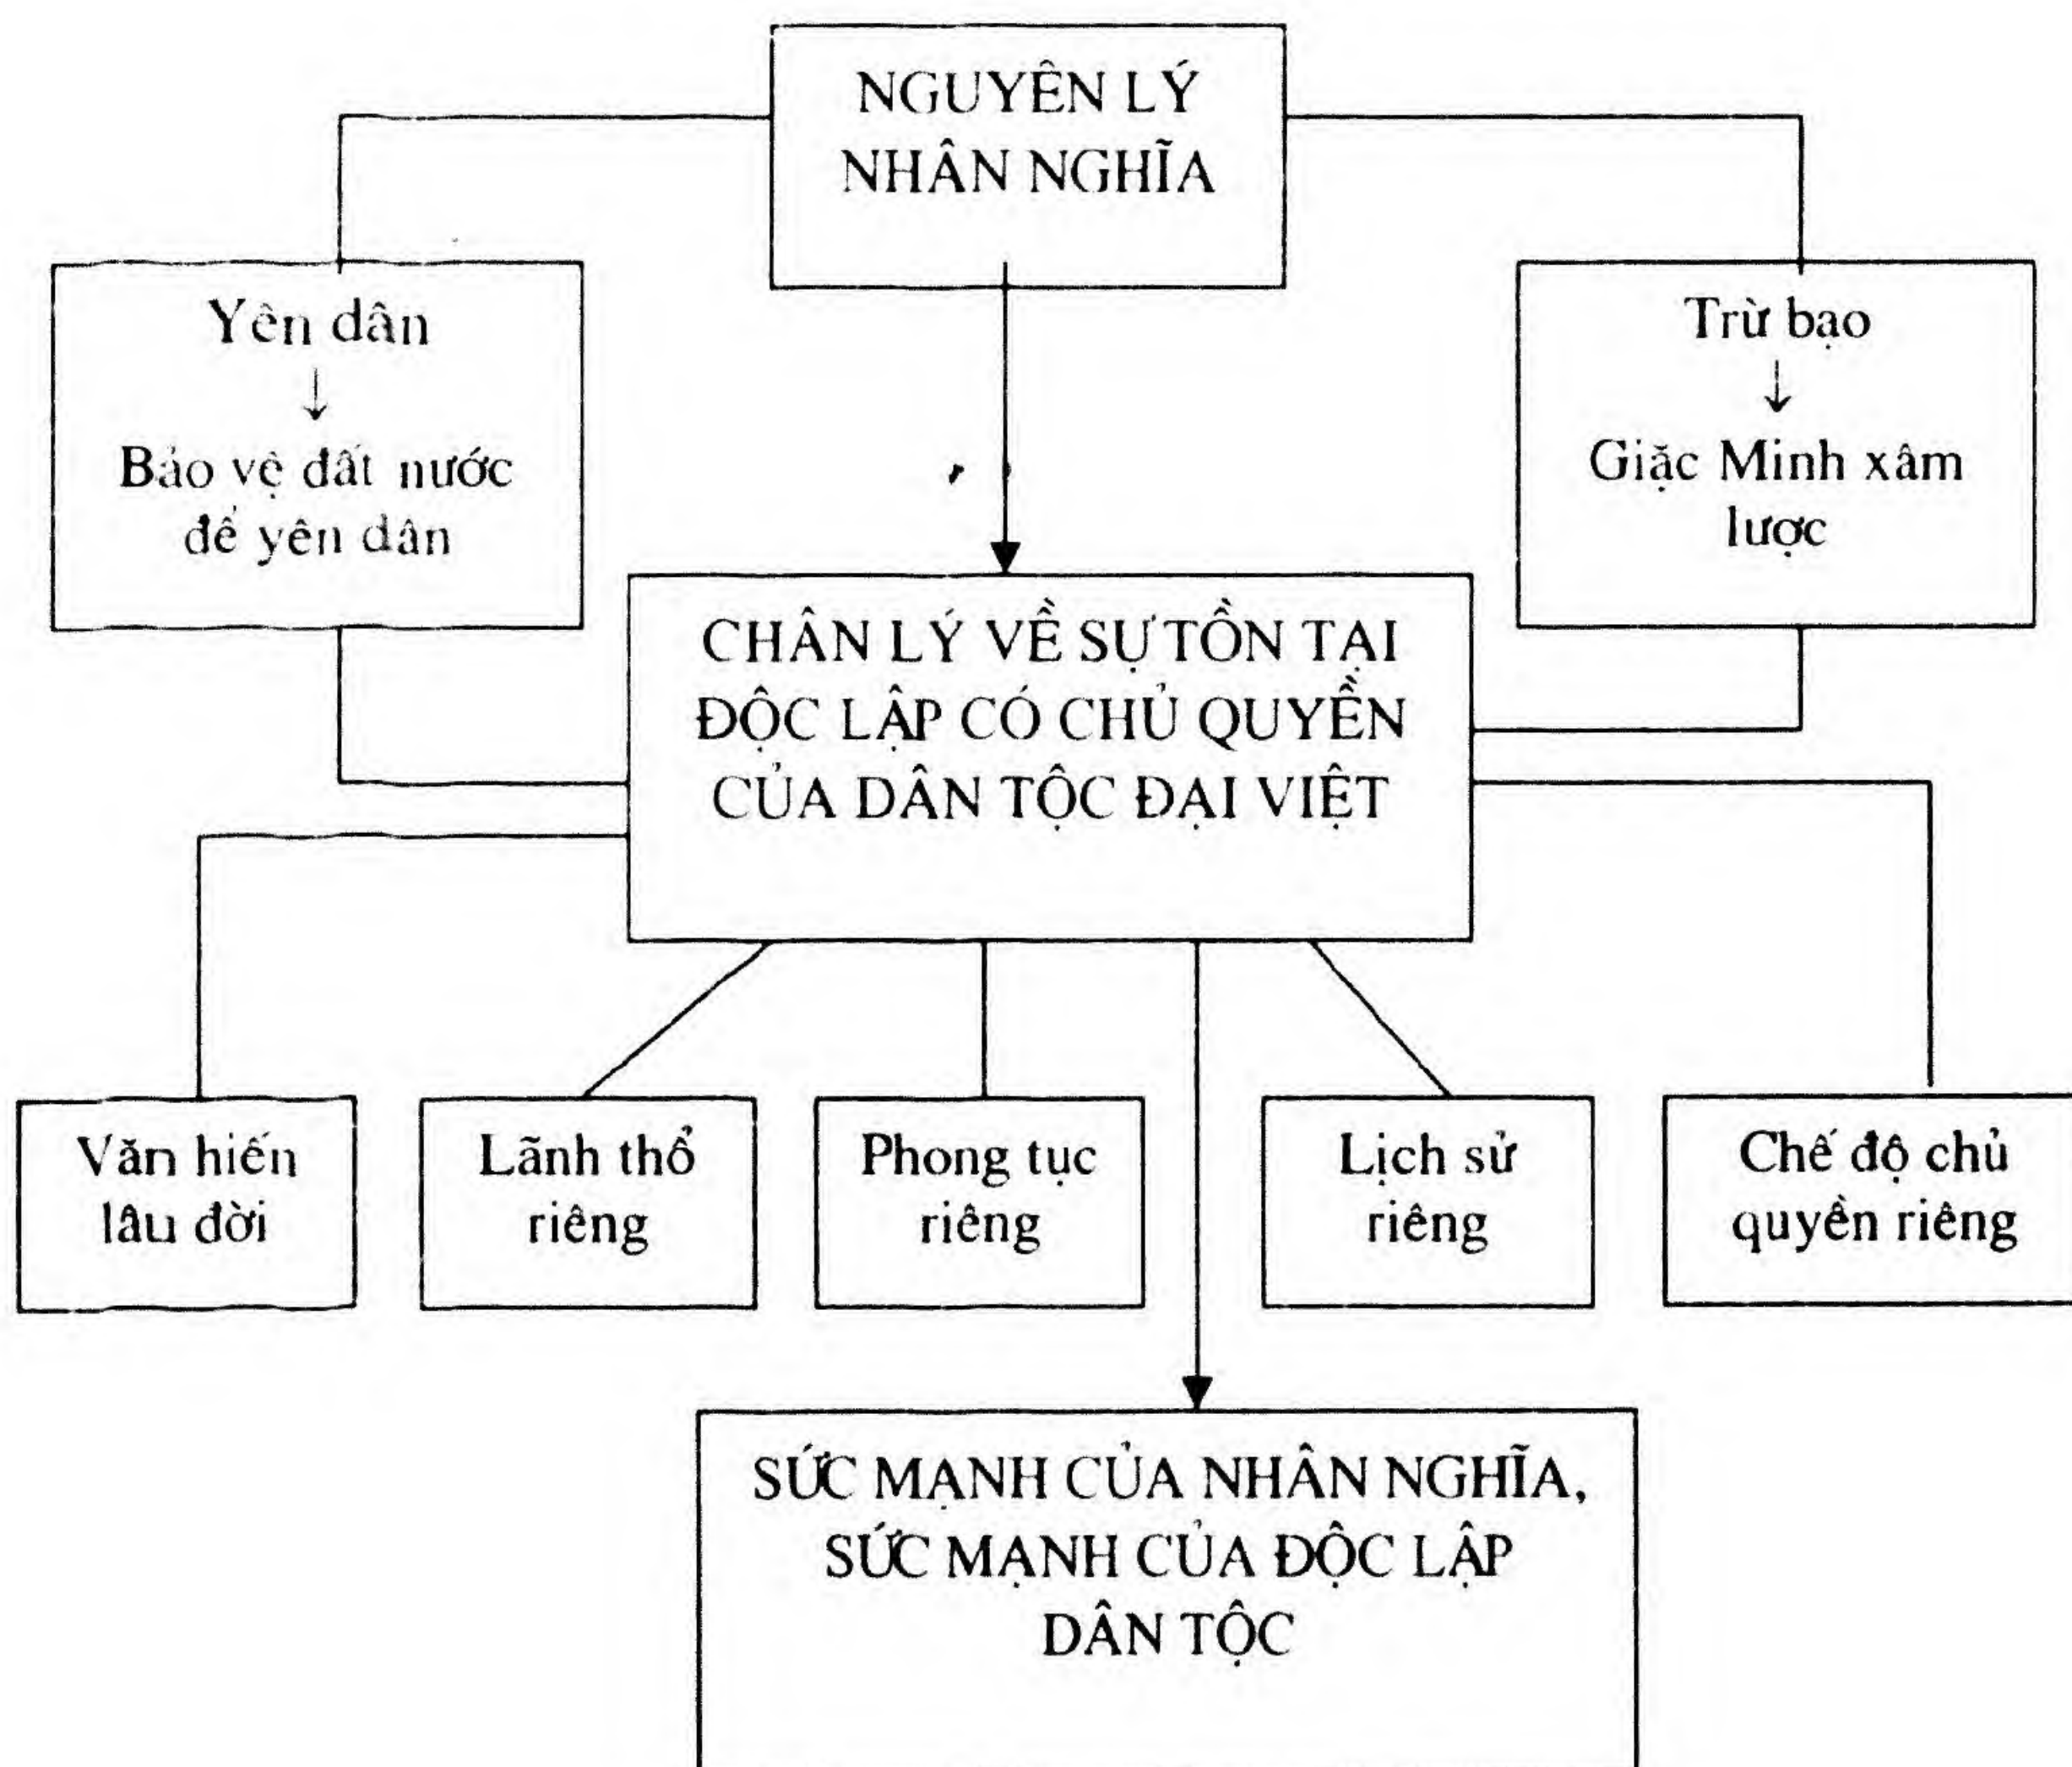 NGUYÊN LÝ
NHÂN NGHĨA
Yên dân
↓
Bảo vệ đất nước
để yên dân
Trừ bạo
↓
Giặc Minh xâm
lược
CHÂN LÝ VỀ SỰ TỒN TẠI
ĐỘC LẬP CÓ CHỦ QUYỀN
CỦA DÂN TỘC ĐẠI VIỆT
Văn hiến
lâu đời
Lãnh thổ
riêng
Phong tục
riêng
Lịch sử
riêng
Chế độ chủ
quyền riêng
SỨC MẠNH CỦA NHÂN NGHĨA,
SỨC MẠNH CỦA ĐỘC LẬP
DÂN TỘC